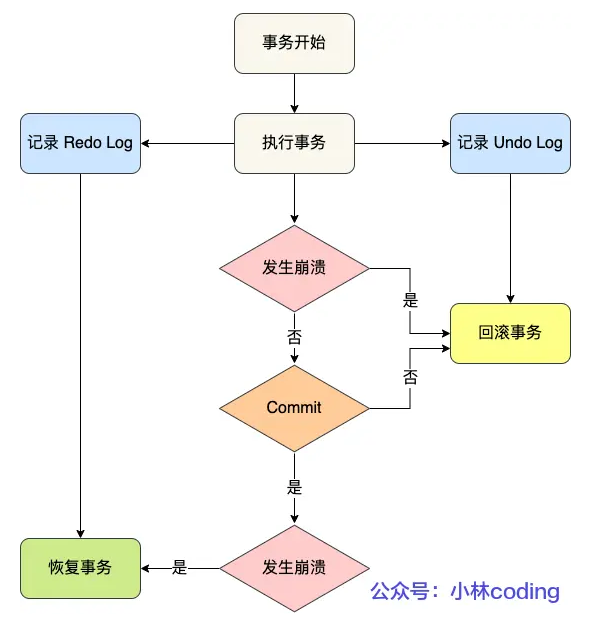 事务开始
记录 Redo Log
执行事务
记录 Undo Log
发生崩溃
是
回滚事务
否
否
Commit
是
恢复事务
是
发生崩溃
公众号：小林coding